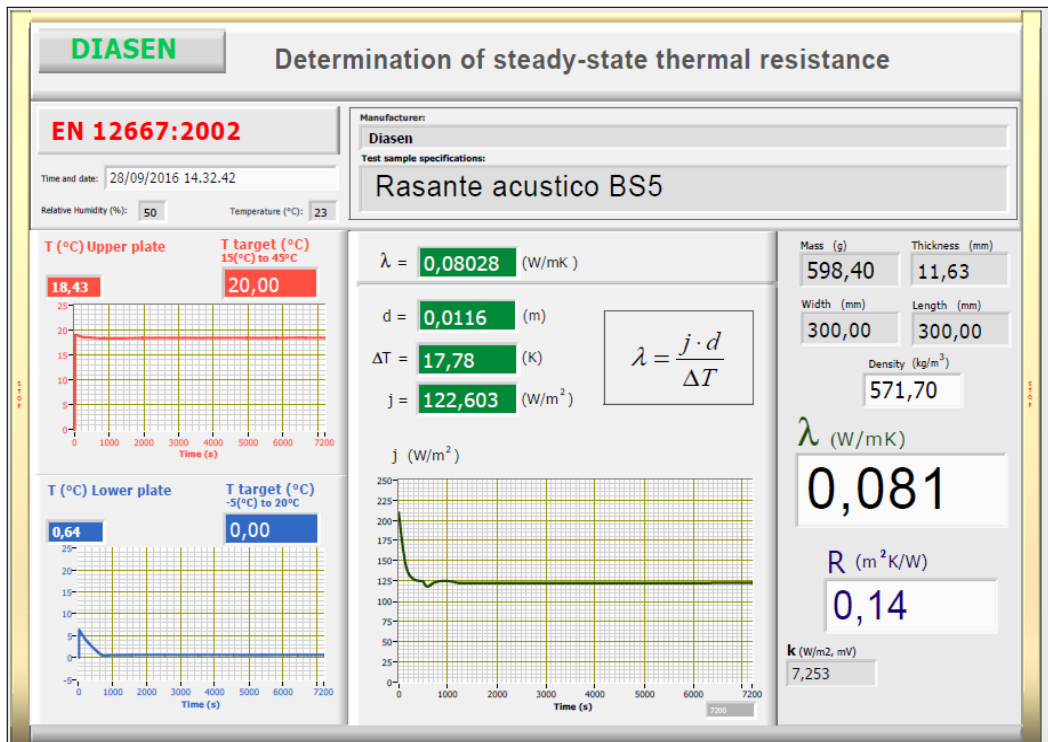 DIASEN
Determination of steady-state thermal resistance
EN 12667:2002
Time and date: 28/09/2016 14.32.42
Relative Humidity (%): 50 Temperature (°C): 23
Manufacturer:
Diasen
Test sample specifications:
Rasante acustico BS5
STOP
T (°C) Upper plate
T target (°C)
15(°C) to 45°C
18,43
20,00
25
20
15
10
5
0
0 1000 2000 3000 4000 5000 6000 7200
Time (s)
T (°C) Lower plate
T target (°C)
-5(°C) to 20°C
0,64
0,00
25
20
15
10
5
0
-5
0 1000 2000 3000 4000 5000 6000 7200
Time (s)
λ = 0,08028 (W/mK )
d = 0,0116 (m)
ΔT = 17,78 (K)
j = 122,603 (W/m²)
λ = j · d / ΔT
j (W/m²)
250
225
200
175
150
125
100
75
50
25
0
0 1000 2000 3000 4000 5000 6000 7200
Time (s)
7200
Mass (g) Thickness (mm)
598,40 11,63
Width (mm) Length (mm)
300,00 300,00
Density (kg/m³)
571,70
λ (W/mK)
0,081
R (m²K/W)
0,14
k (W/m2, mV)
7,253
STOP